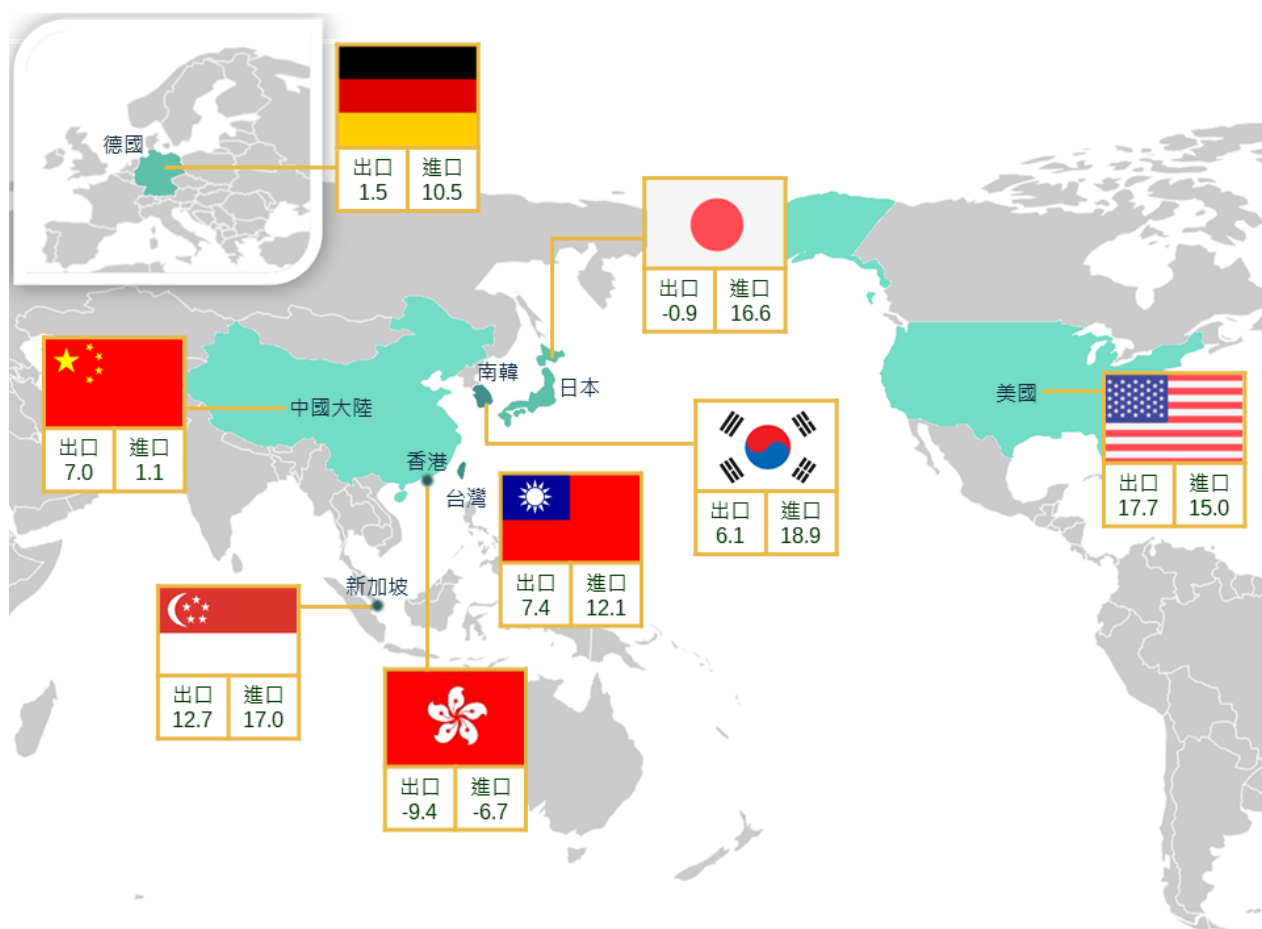 德國
出口 進口
1.5 10.5
出口 進口
-0.9 16.6
南韓
日本
中國大陸
美國
出口 進口
7.0 1.1
出口 進口
17.7 15.0
香港
台灣
出口 進口
6.1 18.9
出口 進口
7.4 12.1
新加坡
出口 進口
12.7 17.0
出口 進口
-9.4 -6.7